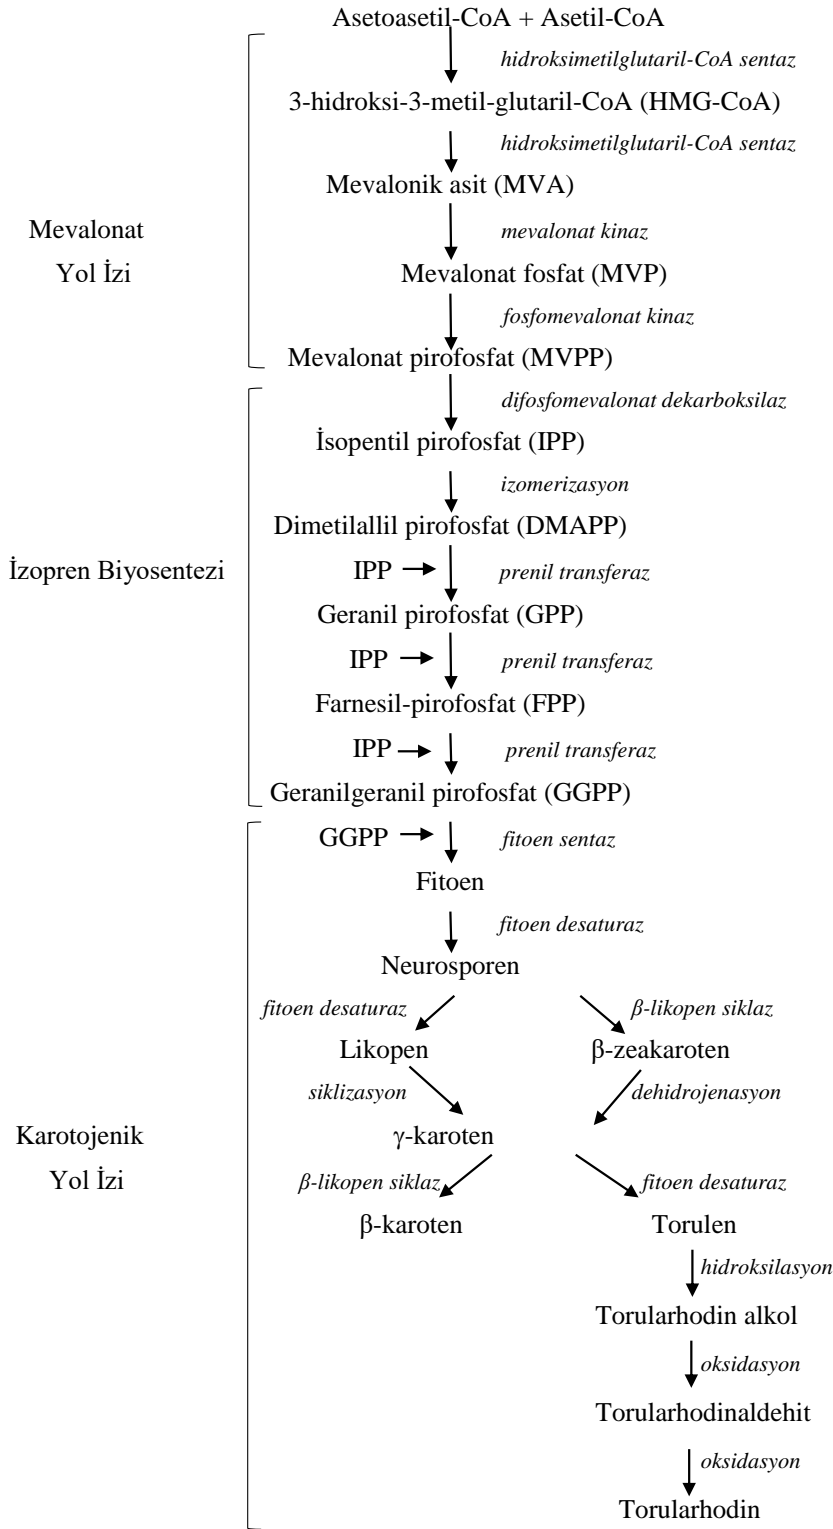 Asetoasetil-CoA + Asetil-CoA
hidroksimetilglutaril-CoA sentaz
3-hidroksi-3-metil-glutaril-CoA (HMG-CoA)
hidroksimetilglutaril-CoA sentaz
Mevalonik asit (MVA)
Mevalonat
Yol İzi
mevalonat kinaz
Mevalonat fosfat (MVP)
fosfomevalonat kinaz
Mevalonat pirofosfat (MVPP)
difosfomevalonat dekarboksilaz
İsopentil pirofosfat (IPP)
izomerizasyon
Dimetilallil pirofosfat (DMAPP)
İzopren Biyosentezi
IPP
prenil transferaz
Geranil pirofosfat (GPP)
IPP
prenil transferaz
Farnesil-pirofosfat (FPP)
IPP
prenil transferaz
Geranilgeranil pirofosfat (GGPP)
GGPP
fitoen sentaz
Fitoen
fitoen desaturaz
Neurosporen
fitoen desaturaz
β-likopen siklaz
Likopen
β-zeakaroten
siklizasyon
dehidrojenasyon
Karotojenik
Yol İzi
γ-karoten
β-likopen siklaz
fitoen desaturaz
β-karoten
Torulen
hidroksilasyon
Torularhodin alkol
oksidasyon
Torularhodinaldehit
oksidasyon
Torularhodin